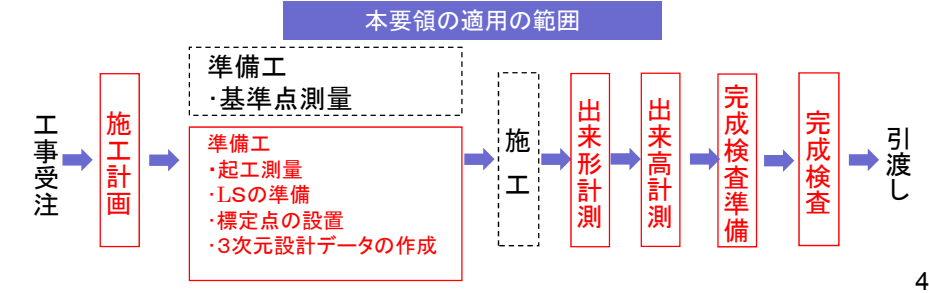 本要領の適用の範囲
工事受注
施工計画
準備工
・基準点測量
準備工
・起工測量
・LSの準備
・標定点の設置
・3次元設計データの作成
施工
出来形計測
出来高計測
完成検査準備
完成検査
引渡し
4